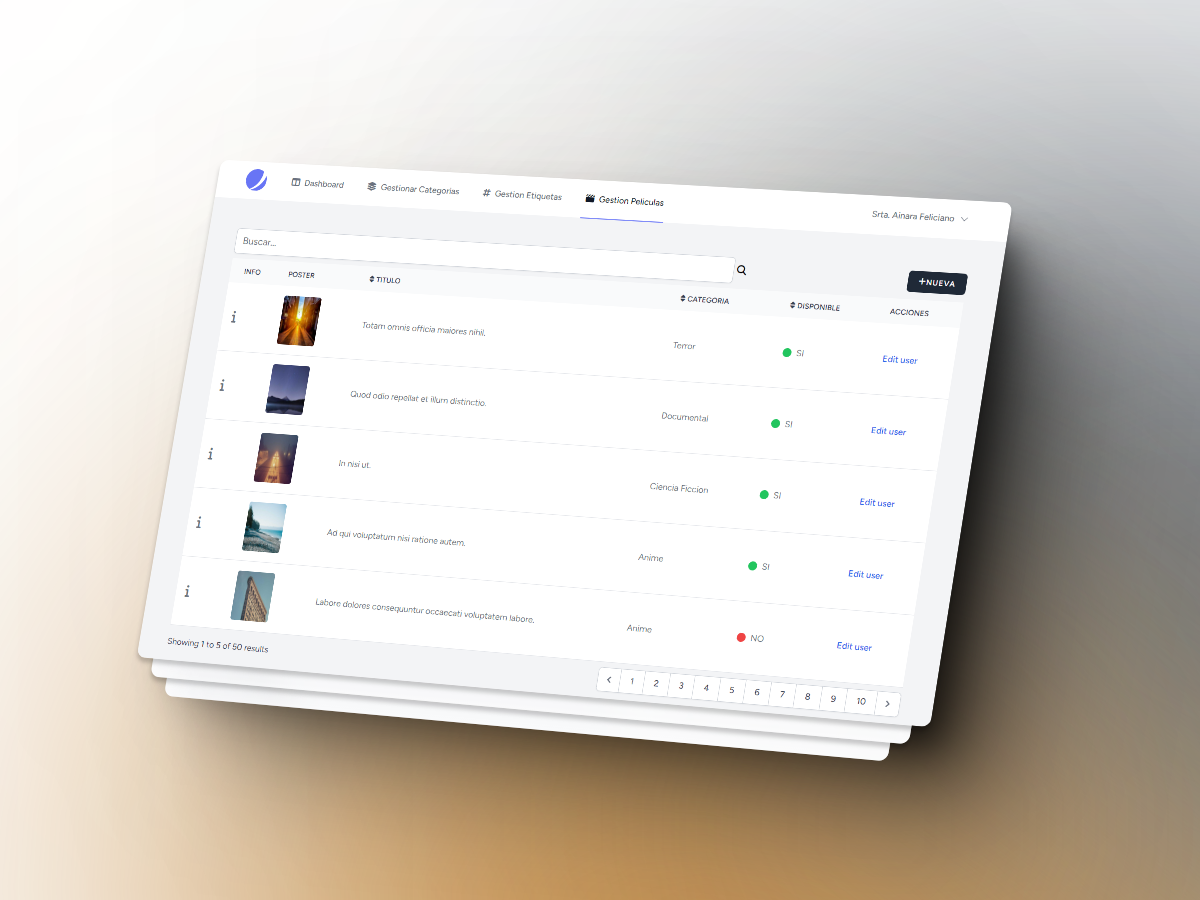 Dashboard
Gestionar Categorias
Gestion Etiquetas
Gestion Peliculas
Srta. Ainara Feliciano
Buscar...
+NUEVA
INFO POSTER TITULO CATEGORIA DISPONIBLE ACCIONES
i Totam omnis officia maiores nihil. Terror SI Edit user
i Quod odio repellat et illum distinctio. Documental SI Edit user
i In nisi ut. Ciencia Ficcion SI Edit user
i Ad qui voluptatum nisi ratione autem. Anime SI Edit user
i Labore dolores consequuntur occaecati voluptatem labore. Anime NO Edit user
Showing 1 to 5 of 50 results
1 2 3 4 5 6 7 8 9 10